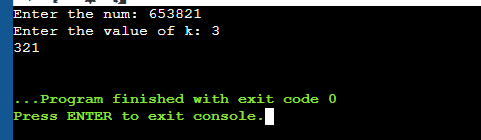 Enter the num: 653821
Enter the value of k: 3
321
...Program finished with exit code 0
Press ENTER to exit console.